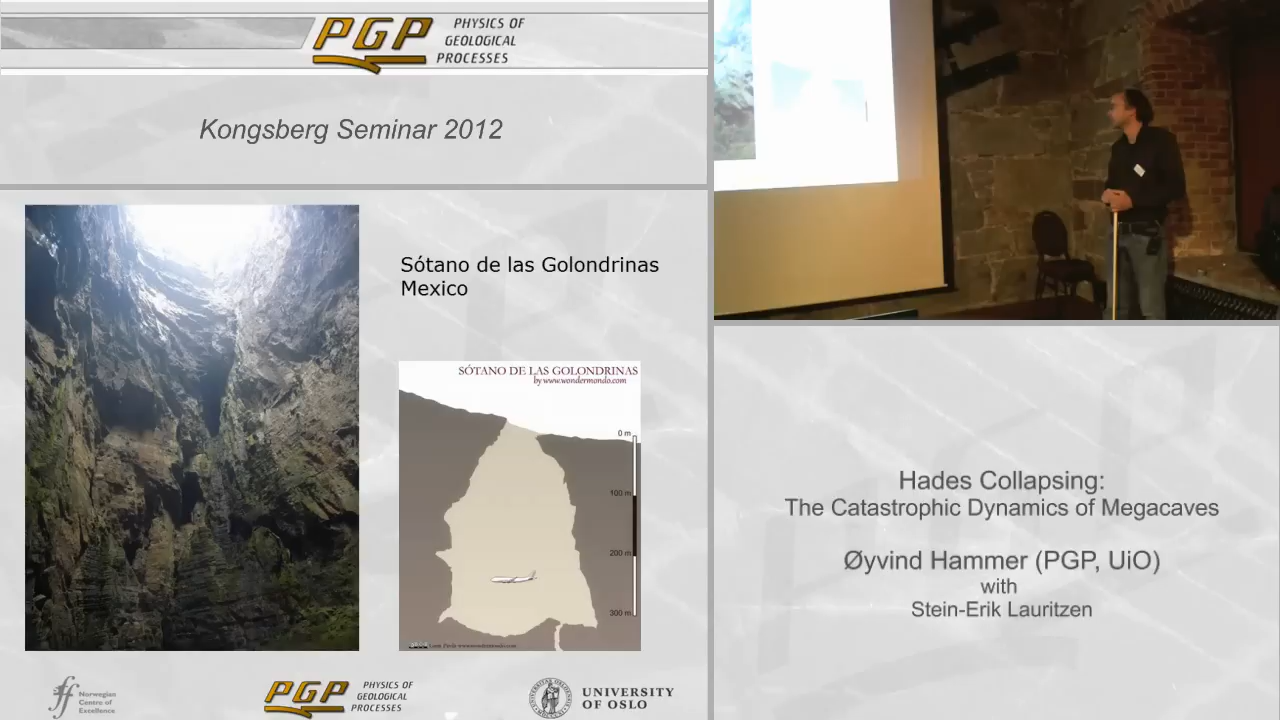 PGP PHYSICS OF
GEOLOGICAL
PROCESSES
Kongsberg Seminar 2012
Sótano de las Golondrinas
Mexico
SÓTANO DE LAS GOLONDRINAS
by www.wondermondo.com
0 m
100 m
200 m
300 m
Hades Collapsing:
The Catastrophic Dynamics of Megacaves
Øyvind Hammer (PGP, UiO)
with
Stein-Erik Lauritzen
Norwegian
Centre of
Excellence
PGP PHYSICS OF
GEOLOGICAL
PROCESSES
UNIVERSITY
OF OSLO